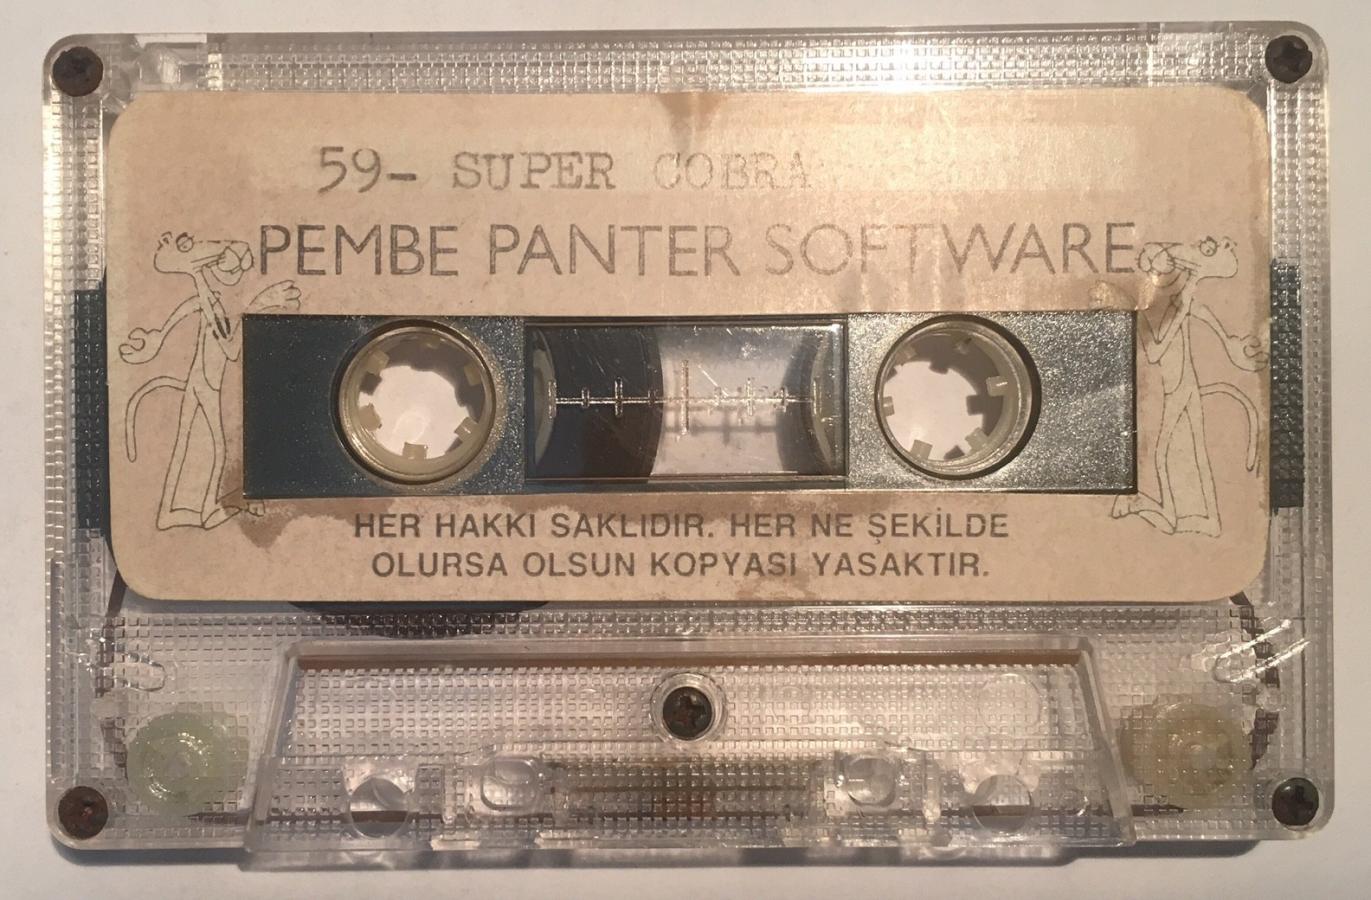 59- SUPER COBRA
PEMBE PANTER SOFTWARE
HER HAKKI SAKLIDIR. HER NE ŞEKİLDE
OLURSA OLSUN KOPYASI YASAKTIR.